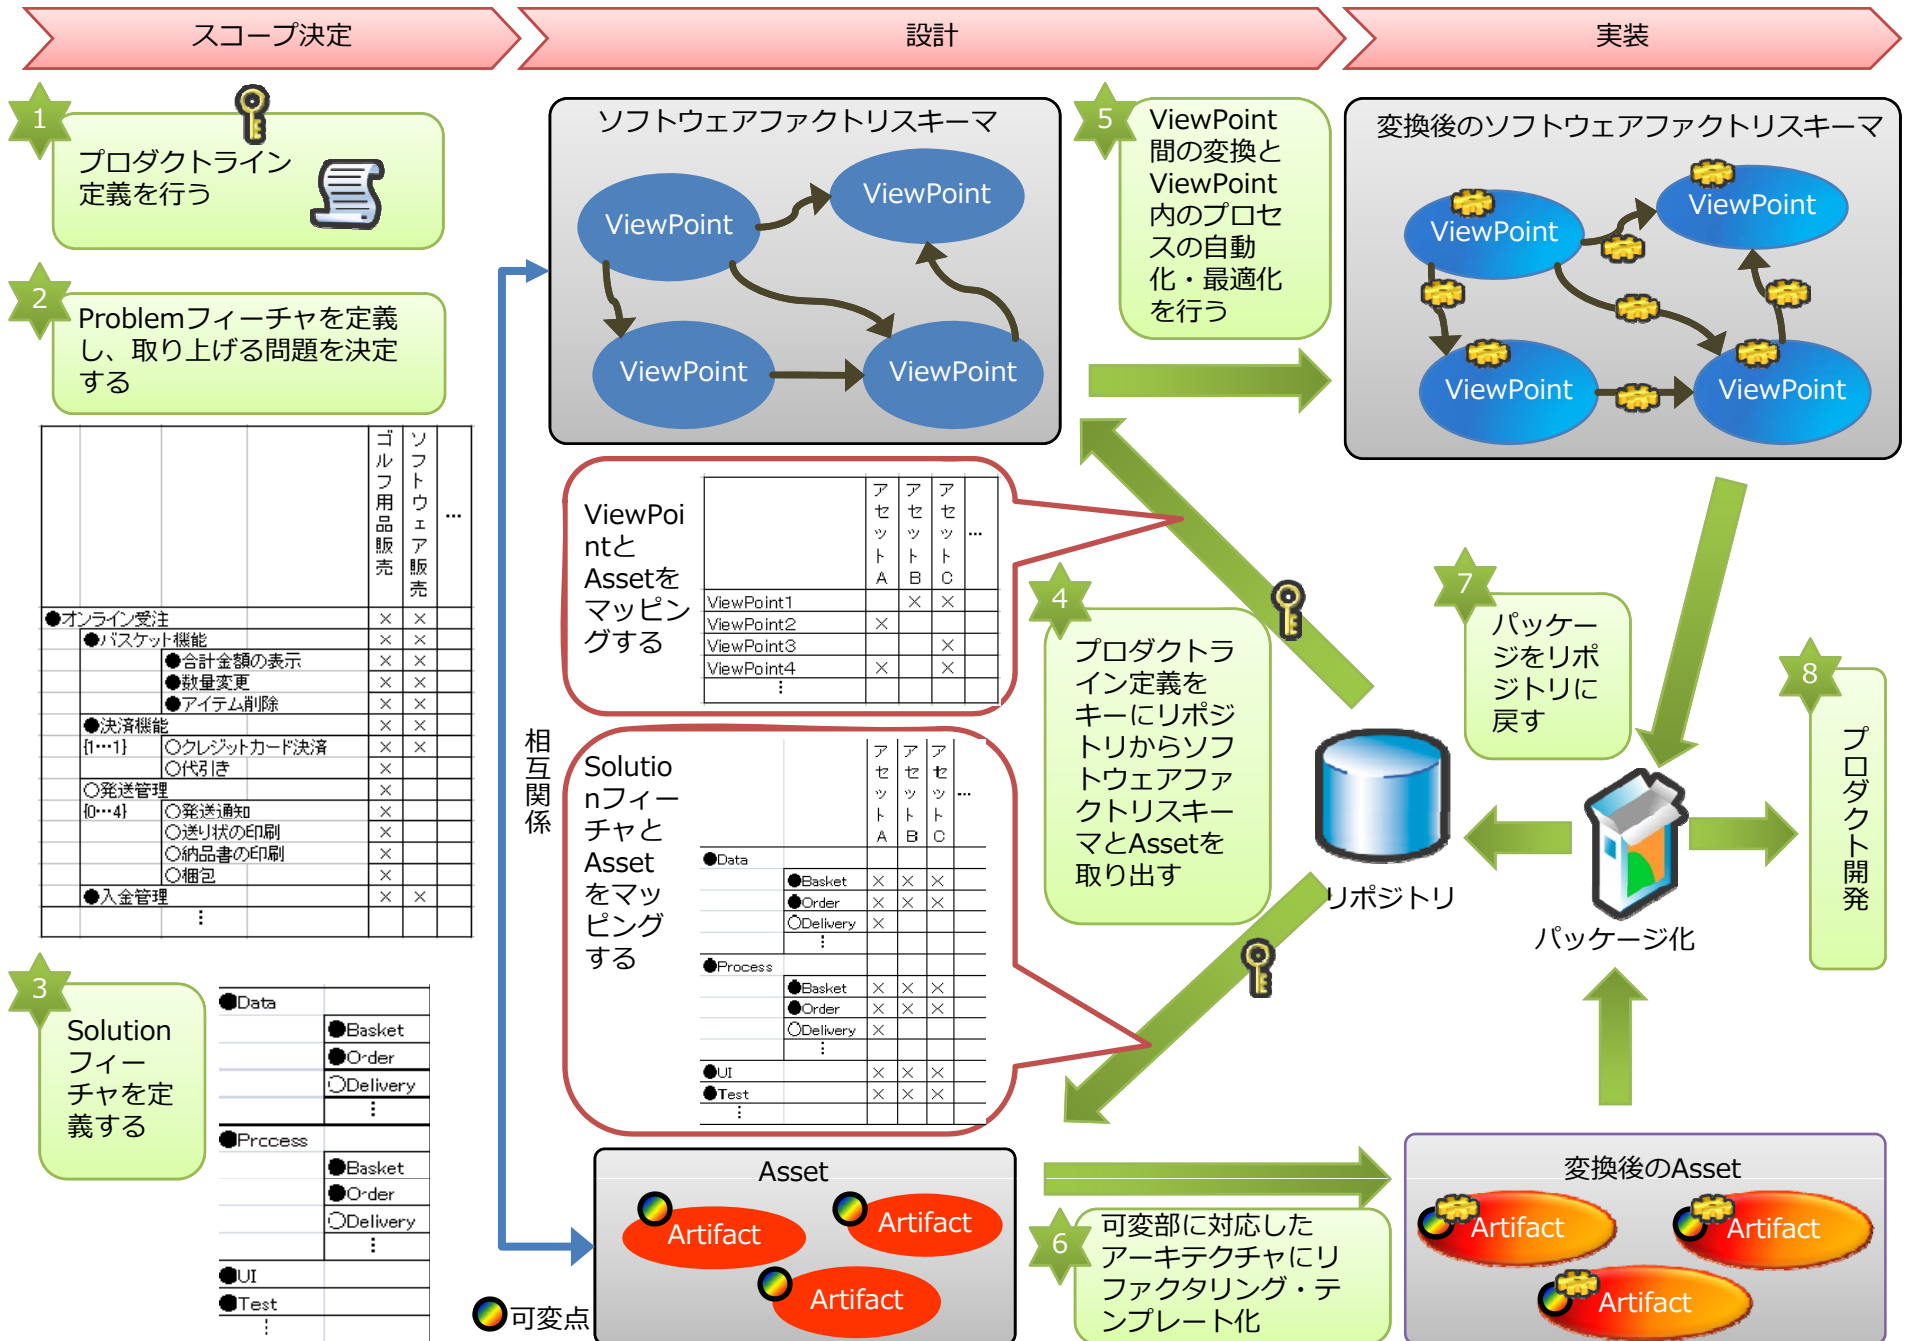 スコープ決定
設計
実装
1
プロダクトライン
定義を行う
2
Problemフィーチャを定義
し、取り上げる問題を決定
する
ゴルフ用品販売
ソフトウェア販売
…
●オンライン受注 × ×
●バスケット機能 × ×
●合計金額の表示 × ×
●数量変更 × ×
●アイテム削除 × ×
●決済機能 × ×
{1…1} ○クレジットカード決済 × ×
○代引き ×
○発送管理 ×
{0…4} ○発送通知 ×
○送り状の印刷 ×
○納品書の印刷 ×
○梱包 ×
●入金管理 × ×
⋮
3
Solution
フィー
チャを定
義する
●Data
●Basket
●Order
○Delivery
⋮
●Process
●Basket
●Order
○Delivery
⋮
●UI
●Test
⋮
相互関係
ソフトウェアファクトリスキーマ
ViewPoint
ViewPoint
ViewPoint
ViewPoint
ViewPoi
ntと
Assetを
マッピン
グする
アセットA
アセットB
アセットC
…
ViewPoint1 × ×
ViewPoint2 ×
ViewPoint3 ×
ViewPoint4 × ×
⋮
Solutio
nフィー
チャと
Asset
をマッ
ピング
する
アセットA
アセットB
アセットC
…
●Data
●Basket × × ×
●Order × × ×
○Delivery ×
⋮
●Process
●Basket × × ×
●Order × × ×
○Delivery ×
⋮
●UI × × ×
●Test × × ×
⋮
Asset
Artifact
Artifact
Artifact
可変点
4
プロダクトラ
イン定義を
キーにリポジ
トリからソフ
トウェアファ
クトリスキー
マとAssetを
取り出す
5
ViewPoint
間の変換と
ViewPoint
内のプロセ
スの自動
化・最適化
を行う
6
可変部に対応した
アーキテクチャにリ
ファクタリング・テ
ンプレート化
変換後のソフトウェアファクトリスキーマ
ViewPoint
ViewPoint
ViewPoint
ViewPoint
7
パッケー
ジをリポ
ジトリに
戻す
リポジトリ
パッケージ化
8
プロダクト開発
変換後のAsset
Artifact
Artifact
Artifact